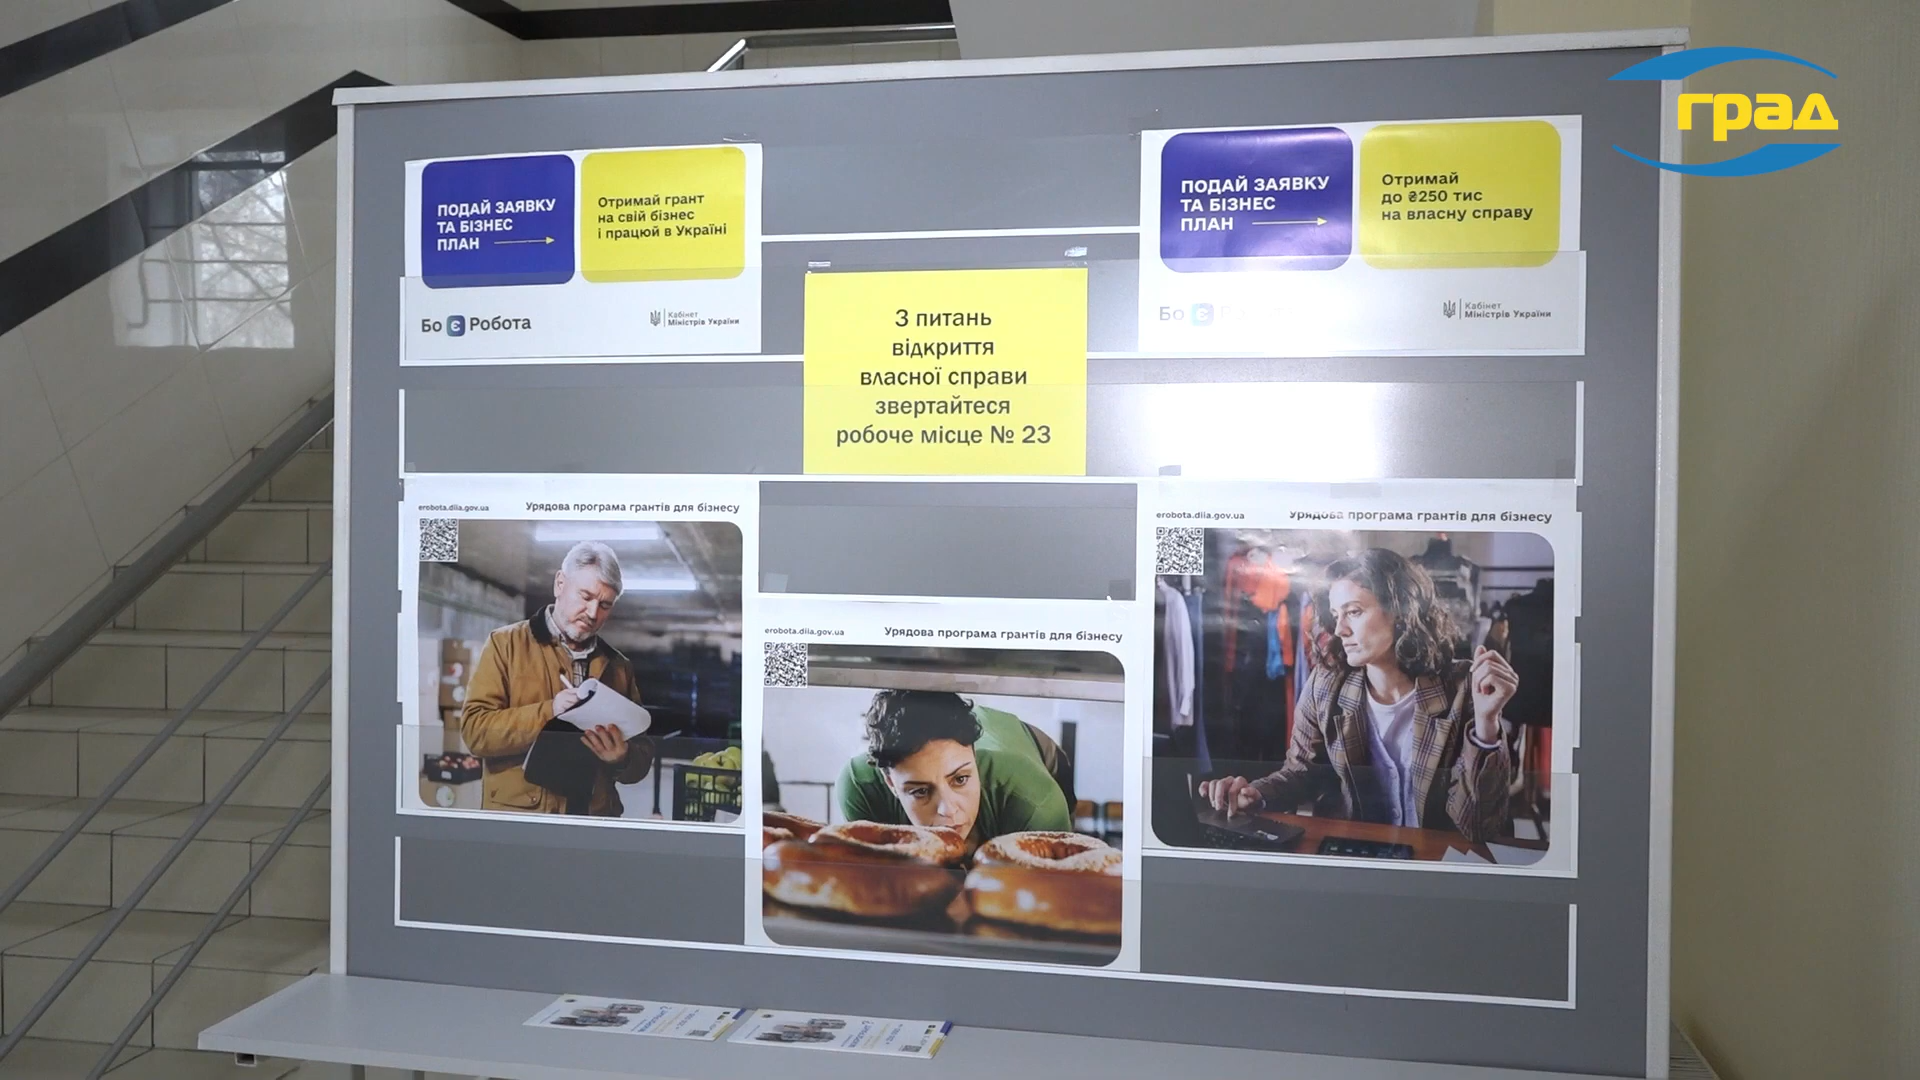 град
ПОДАЙ ЗАЯВКУ
ТА БІЗНЕС
ПЛАН
Отримай грант
на свій бізнес
і працюй в Україні
Бо є Робота
Кабінет
Міністрів України
ПОДАЙ ЗАЯВКУ
ТА БІЗНЕС
ПЛАН
Отримай
до ₴250 тис
на власну справу
Бо є
Кабінет
Міністрів України
З питань
відкриття
власної справи
звертайтеся
робоче місце № 23
erobota.diia.gov.ua
Урядова програма грантів для бізнесу
erobota.diia.gov.ua
Урядова програма грантів для бізнесу
erobota.diia.gov.ua
Урядова програма грантів для бізнесу